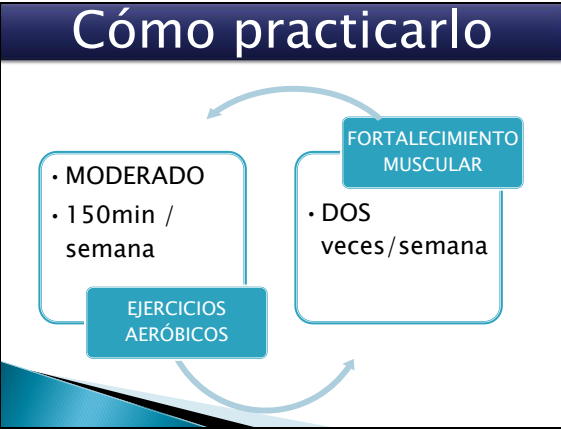 Cómo practicarlo
• MODERADO
• 150min /
semana
EJERCICIOS
AERÓBICOS
FORTALECIMIENTO
MUSCULAR
• DOS
veces/semana